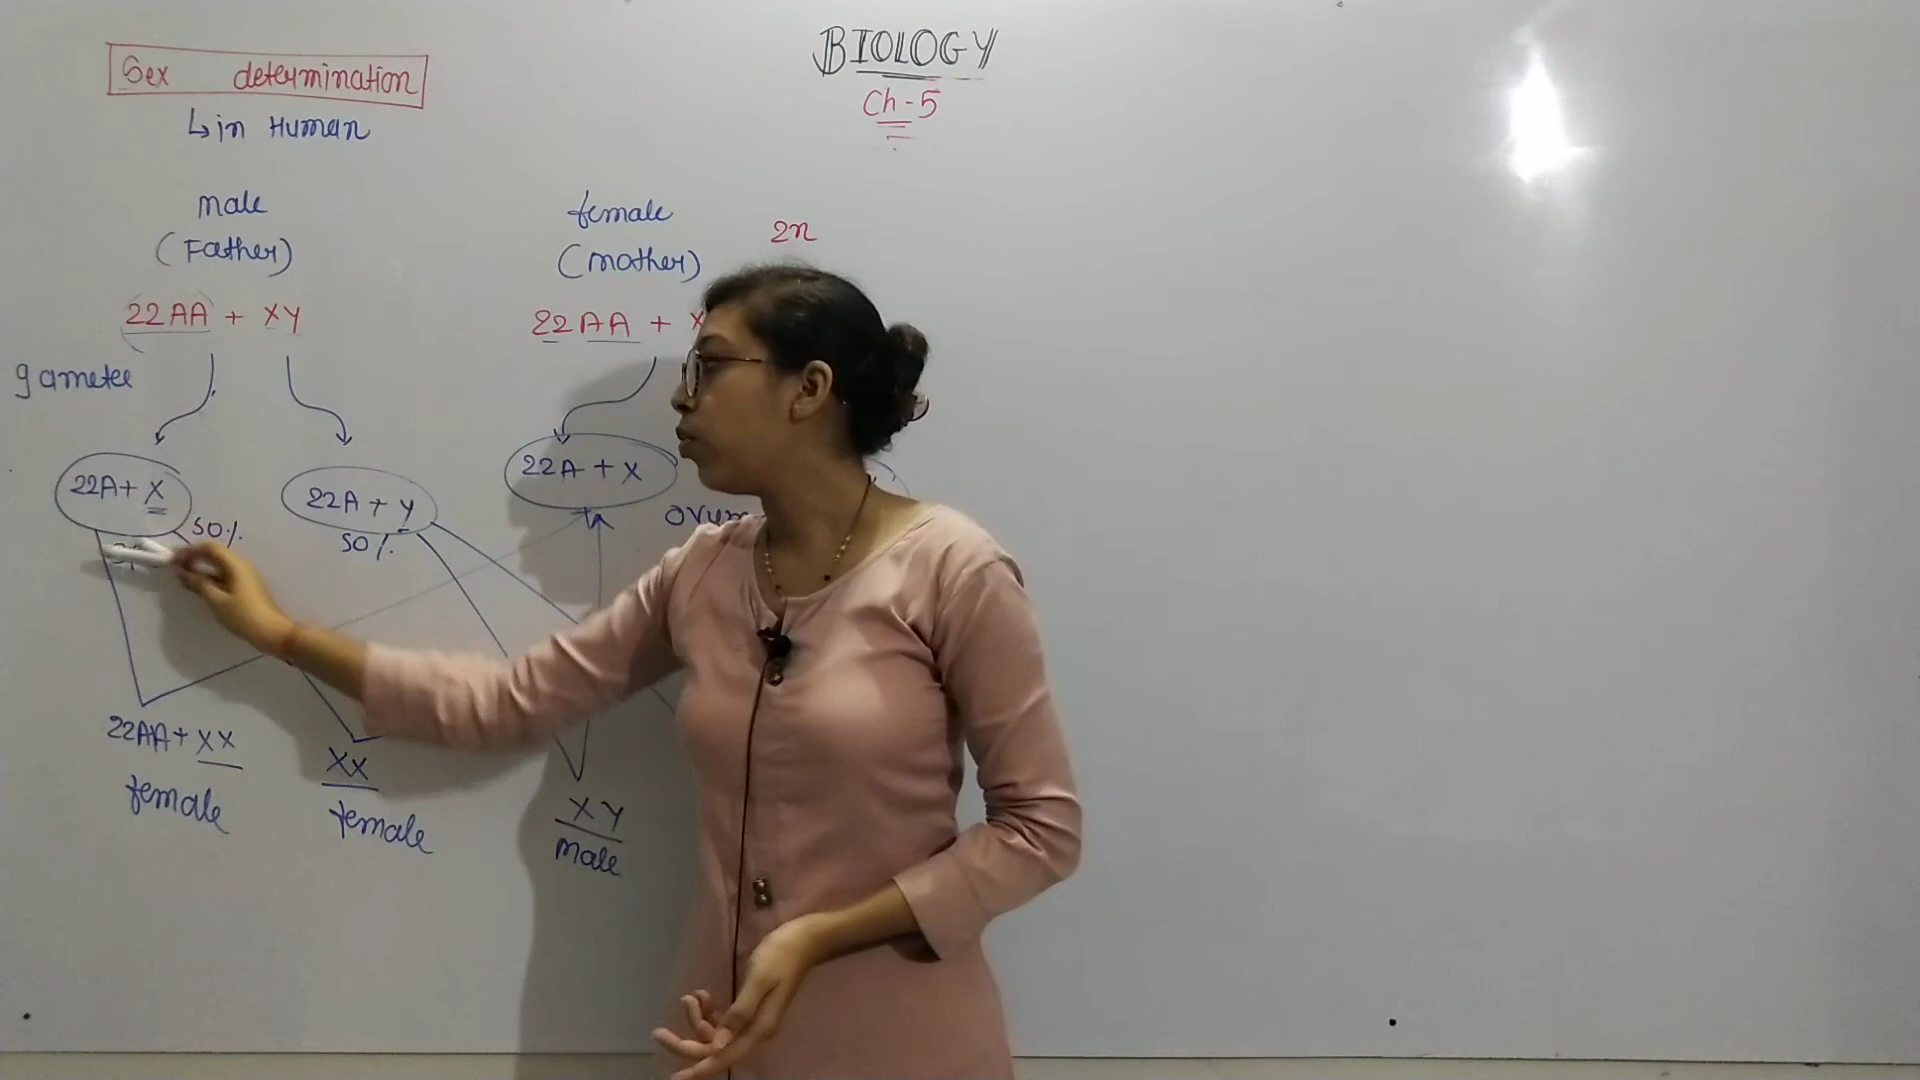 BIOLOGY
Ch-5
Sex determination
↳ in Human
male
(Father)
22AA + XY
female
(mother)
2n
22AA + X
gametes
22A+ X
50%
22A + Y
50%
22A + X
ovum
22AA+ XX
female
XX
female
XY
male